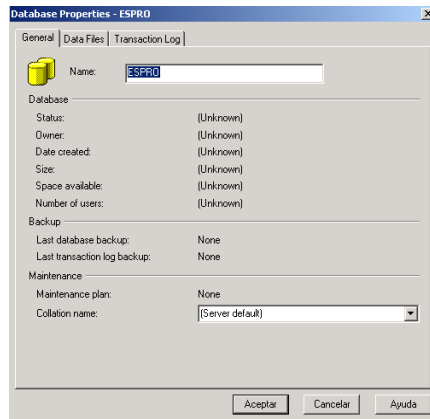 Database Properties - ESPRO
General Data Files Transaction Log
Name: ESPRO
Database
Status: (Unknown)
Owner: (Unknown)
Date created: (Unknown)
Size: (Unknown)
Space available: (Unknown)
Number of users: (Unknown)
Backup
Last database backup: None
Last transaction log backup: None
Maintenance
Maintenance plan: None
Collation name: (Server default)
Aceptar Cancelar Ayuda